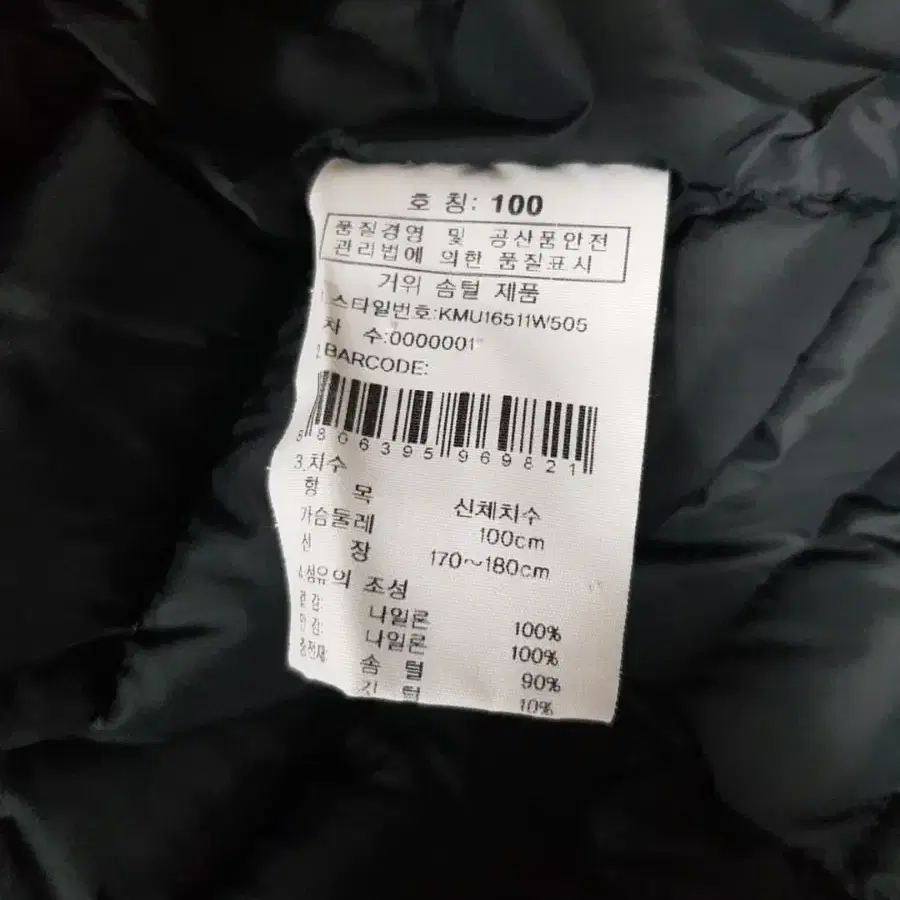 호 칭: 100
품질경영 및 공산품안전
관리법에 의한 품질표시
거위 솜털 제품
1.스타일번호:KMU16511W505
차 수:0000001
2.BARCODE:
8 806395 969821
3.치수
항 목 신체치수
가슴둘레 100cm
신 장 170~180cm
4.섬유의 조성
겉감: 나일론 100%
안감: 나일론 100%
충전재: 솜 털 90%
깃 털 10%